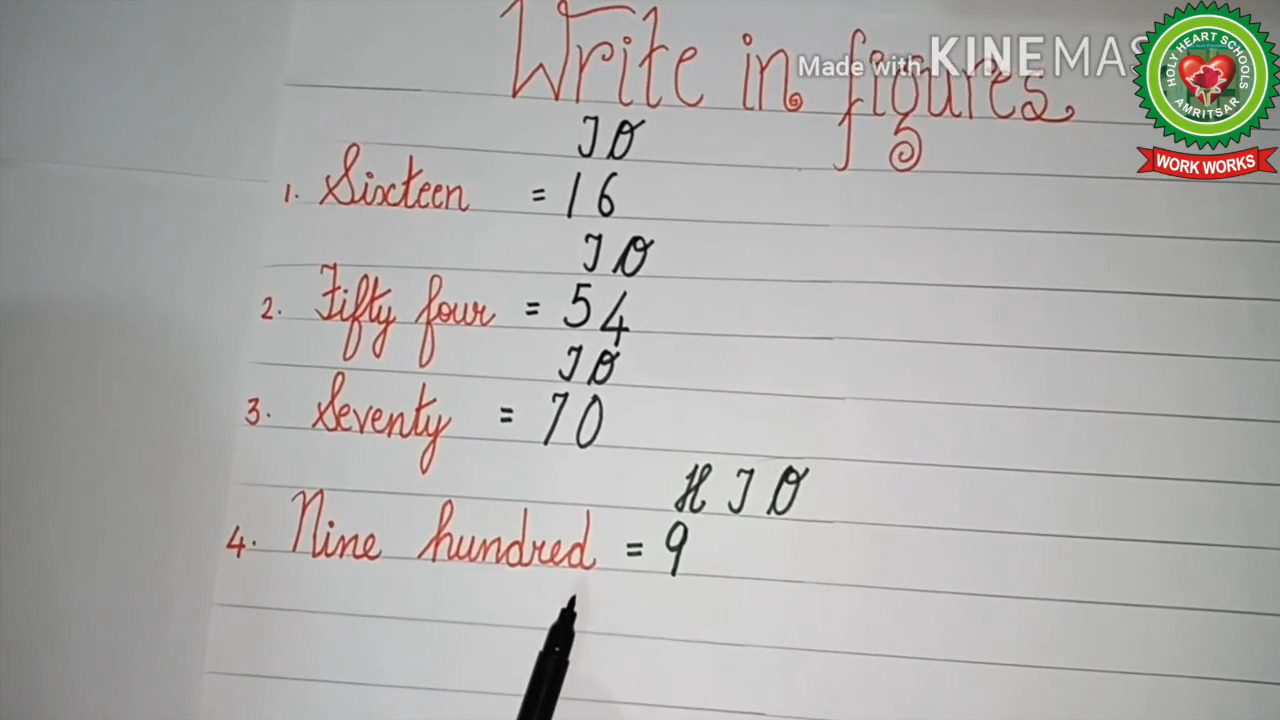 Write in figures.
Made with KINEMAS
HOLY HEART SCHOOLS
AMRITSAR
WORK WORKS
T O
1. Sixteen = 16
T O
2. Fifty four = 54
T O
3. Seventy = 70
H T O
4. Nine hundred = 9